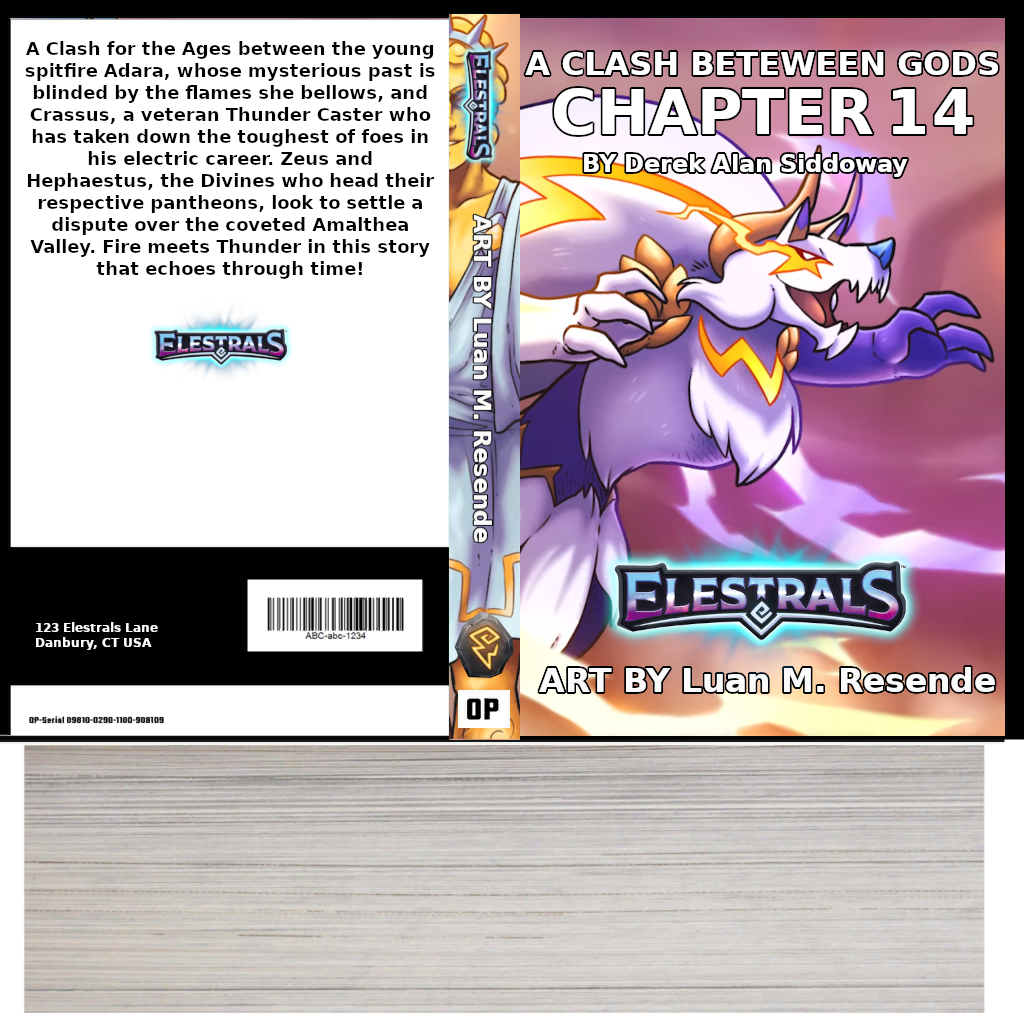 A Clash for the Ages between the young
spitfire Adara, whose mysterious past is
blinded by the flames she bellows, and
Crassus, a veteran Thunder Caster who
has taken down the toughest of foes in
his electric career. Zeus and
Hephaestus, the Divines who head their
respective pantheons, look to settle a
dispute over the coveted Amalthea
Valley. Fire meets Thunder in this story
that echoes through time!
ELESTRALS
123 Elestrals Lane
Danbury, CT USA
ABC-abc-1234
OP-Serial 09810-0290-1100-908109
ELESTRALS
ART BY Luan M. Resende
OP
A CLASH BETEWEEN GODS
CHAPTER 14
BY Derek Alan Siddoway
ELESTRALS™
ART BY Luan M. Resende